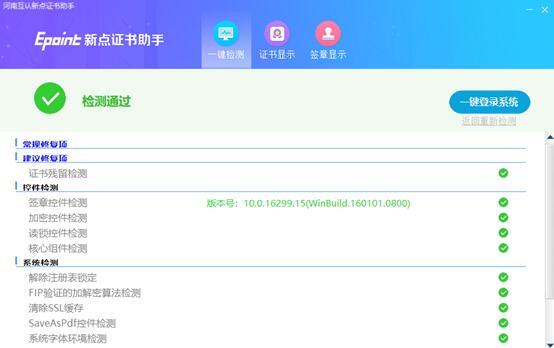 河南互认新点证书助手
Epoint 新点证书助手
一键检测
证书显示
签章显示
检测通过
一键登录系统
返回重新检测
常规修复项
建议修复项
证书残留检测
控件检测
签章控件检测 版本号：10.0.16299.15(WinBuild.160101.0800)
加密控件检测
读锁控件检测
核心组件检测
系统检测
解除注册表锁定
FIP验证的加解密算法检测
清除SSL缓存
SaveAsPdf控件检测
系统字体环境检测